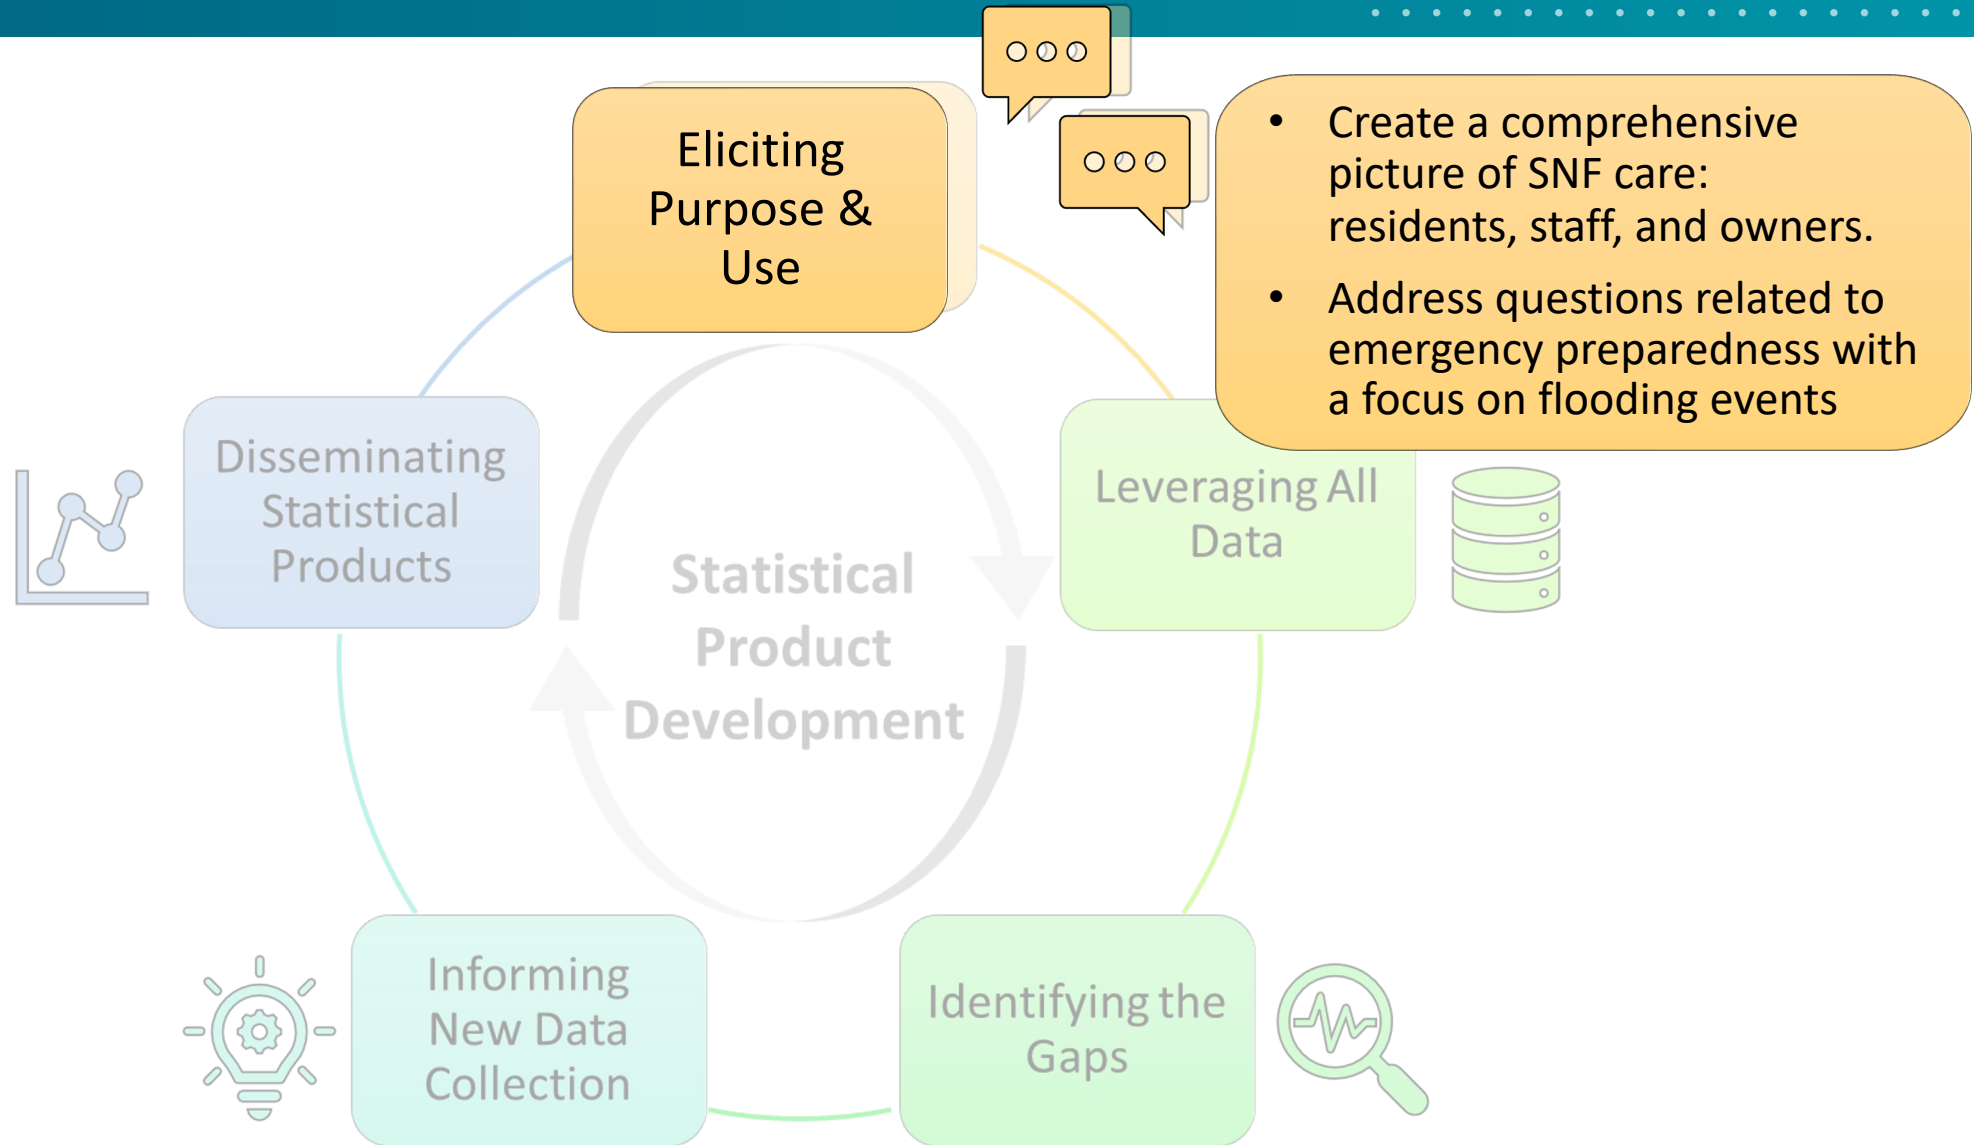 Eliciting
Purpose &
Use
• Create a comprehensive
picture of SNF care:
residents, staff, and owners.
• Address questions related to
emergency preparedness with
a focus on flooding events
Disseminating
Statistical
Products
Leveraging All
Data
Statistical
Product
Development
Informing
New Data
Collection
Identifying the
Gaps